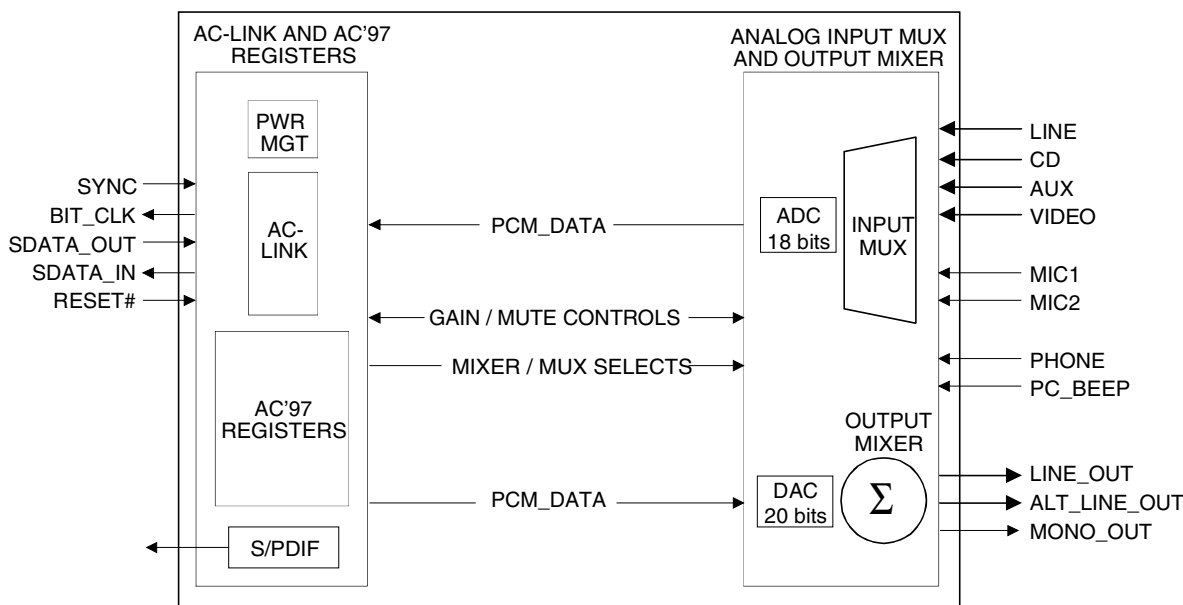 AC-LINK AND AC'97
REGISTERS
PWR
MGT
SYNC
BIT_CLK
SDATA_OUT
SDATA_IN
RESET#
AC-
LINK
AC'97
REGISTERS
S/PDIF
PCM_DATA
GAIN / MUTE CONTROLS
MIXER / MUX SELECTS
PCM_DATA
ANALOG INPUT MUX
AND OUTPUT MIXER
ADC
18 bits
INPUT
MUX
OUTPUT
MIXER
DAC
20 bits
Σ
LINE
CD
AUX
VIDEO
MIC1
MIC2
PHONE
PC_BEEP
LINE_OUT
ALT_LINE_OUT
MONO_OUT